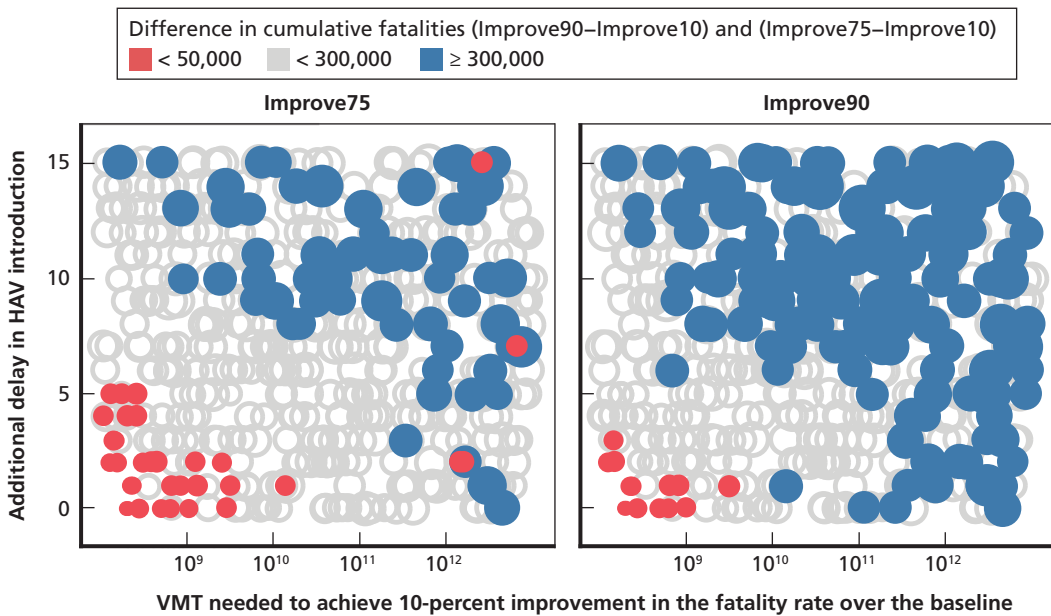 Difference in cumulative fatalities (Improve90–Improve10) and (Improve75–Improve10)
< 50,000 < 300,000 ≥ 300,000
Improve75 Improve90
Additional delay in HAV introduction
15
10
5
0
10⁹ 10¹⁰ 10¹¹ 10¹² 10⁹ 10¹⁰ 10¹¹ 10¹²
VMT needed to achieve 10-percent improvement in the fatality rate over the baseline